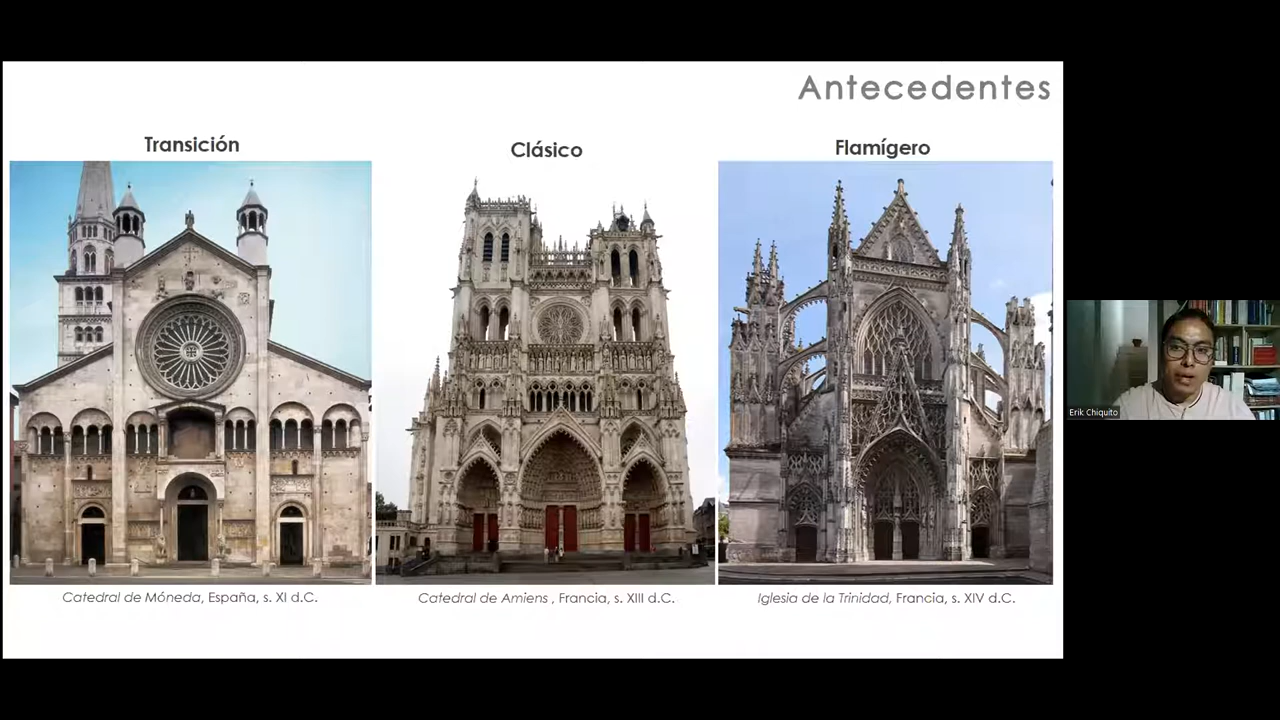 Antecedentes
Transición
Clásico
Flamígero
Catedral de Móneda, España, s. XI d.C.
Catedral de Amiens , Francia, s. XIII d.C.
Iglesia de la Trinidad, Francia, s. XIV d.C.
Erik Chiquito